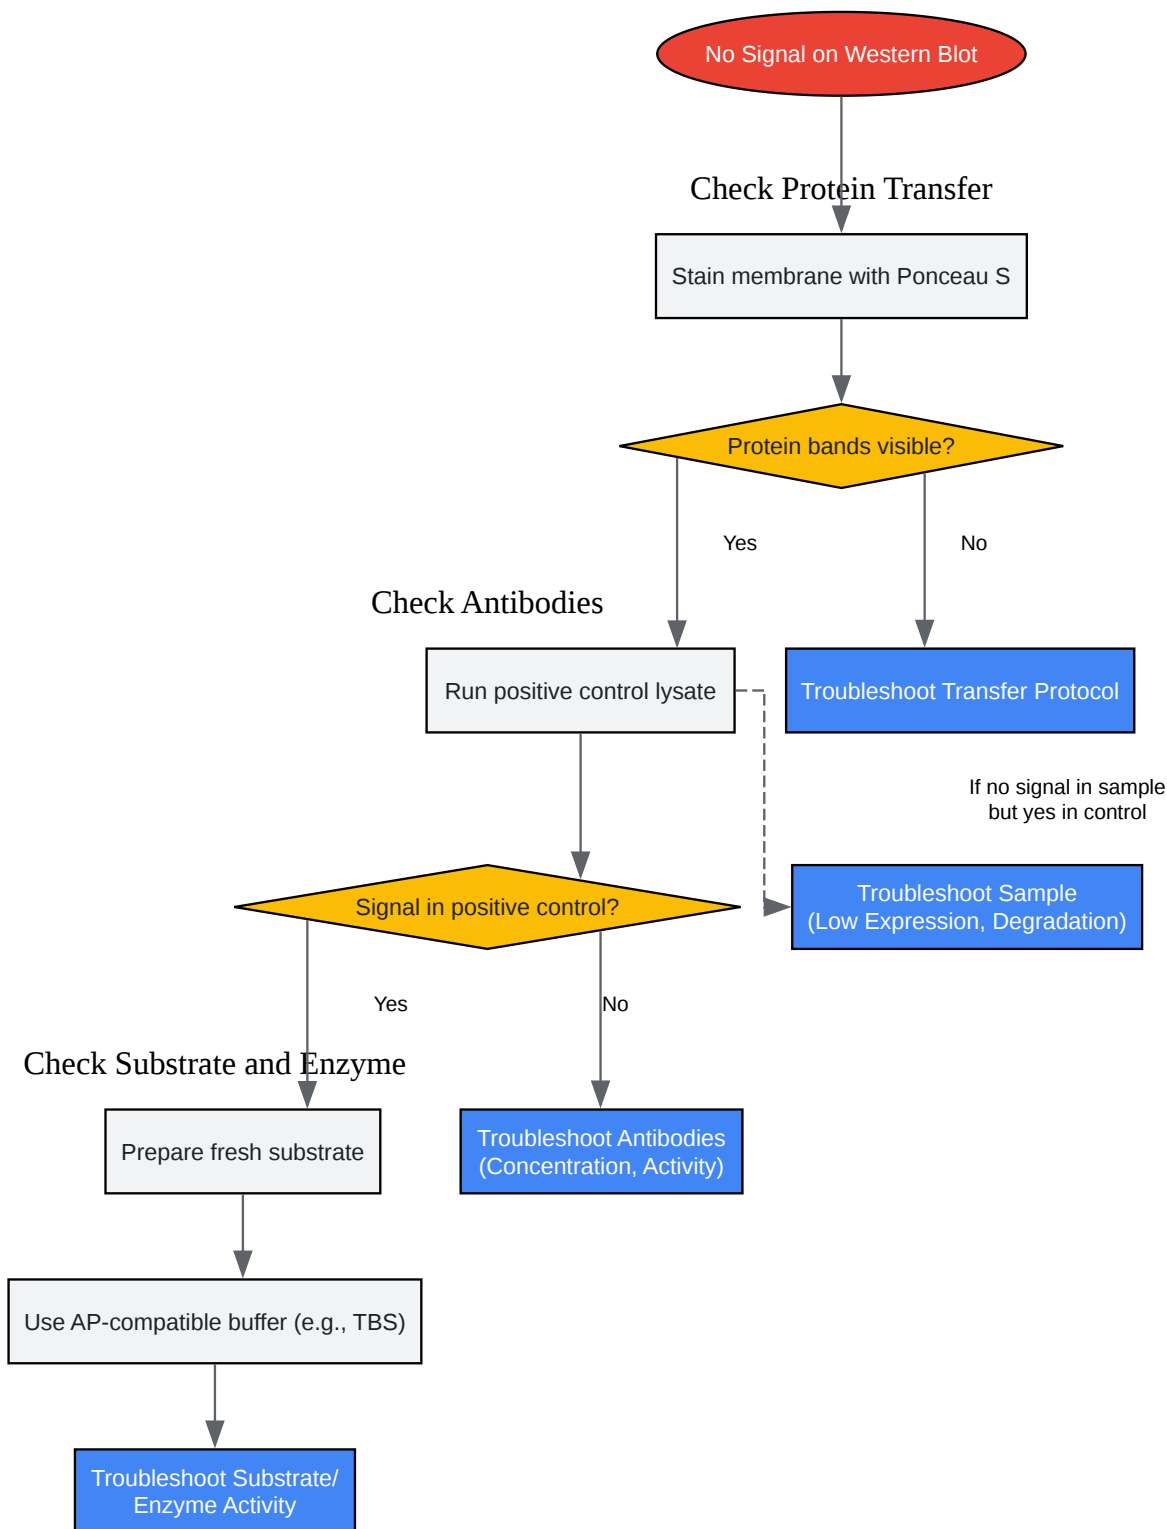 No Signal on Western Blot
Check Protein Transfer
Stain membrane with Ponceau S
Protein bands visible?
Yes
No
Check Antibodies
Run positive control lysate
Troubleshoot Transfer Protocol
If no signal in sample
but yes in control
Signal in positive control?
Troubleshoot Sample
(Low Expression, Degradation)
Yes
No
Check Substrate and Enzyme
Prepare fresh substrate
Troubleshoot Antibodies
(Concentration, Activity)
Use AP-compatible buffer (e.g., TBS)
Troubleshoot Substrate/
Enzyme Activity